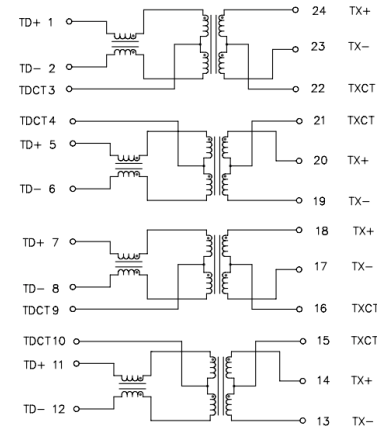 TD+ 1 24 TX+
23 TX-
TD- 2
TDCT 3 22 TXCT
TDCT 4 21 TXCT
TD+ 5
20 TX+
TD- 6 19 TX-
TD+ 7 18 TX+
17 TX-
TD- 8
TDCT 9 16 TXCT
TDCT 10 15 TXCT
TD+ 11
14 TX+
TD- 12
13 TX-